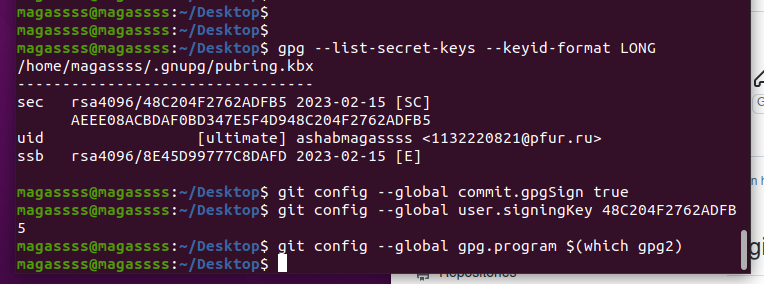 magassss@magassss:~/Desktop$
magassss@magassss:~/Desktop$
magassss@magassss:~/Desktop$ gpg --list-secret-keys --keyid-format LONG
/home/magassss/.gnupg/pubring.kbx
---------------------------------
sec   rsa4096/48C204F2762ADFB5 2023-02-15 [SC]
      AEEE08ACBDAF0BD347E5F4D948C204F2762ADFB5
uid                 [ultimate] ashabmagassss <1132220821@pfur.ru>
ssb   rsa4096/8E45D99777C8DAFD 2023-02-15 [E]

magassss@magassss:~/Desktop$ git config --global commit.gpgSign true
magassss@magassss:~/Desktop$ git config --global user.signingKey 48C204F2762ADFB
5
magassss@magassss:~/Desktop$ git config --global gpg.program $(which gpg2)
magassss@magassss:~/Desktop$